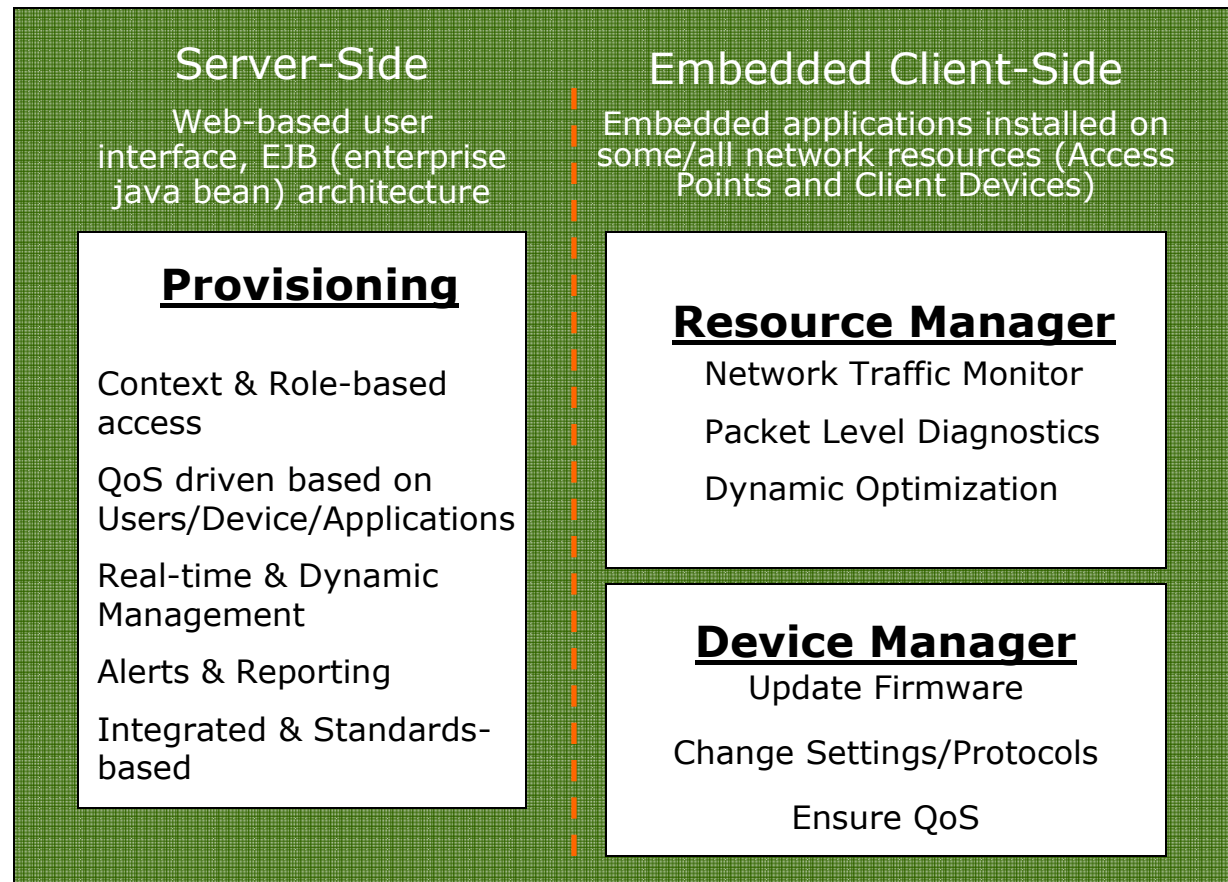 Server-Side
Web-based user
interface, EJB (enterprise
java bean) architecture
Provisioning
Context & Role-based
access
QoS driven based on
Users/Device/Applications
Real-time & Dynamic
Management
Alerts & Reporting
Integrated & Standards-
based
Embedded Client-Side
Embedded applications installed on
some/all network resources (Access
Points and Client Devices)
Resource Manager
Network Traffic Monitor
Packet Level Diagnostics
Dynamic Optimization
Device Manager
Update Firmware
Change Settings/Protocols
Ensure QoS